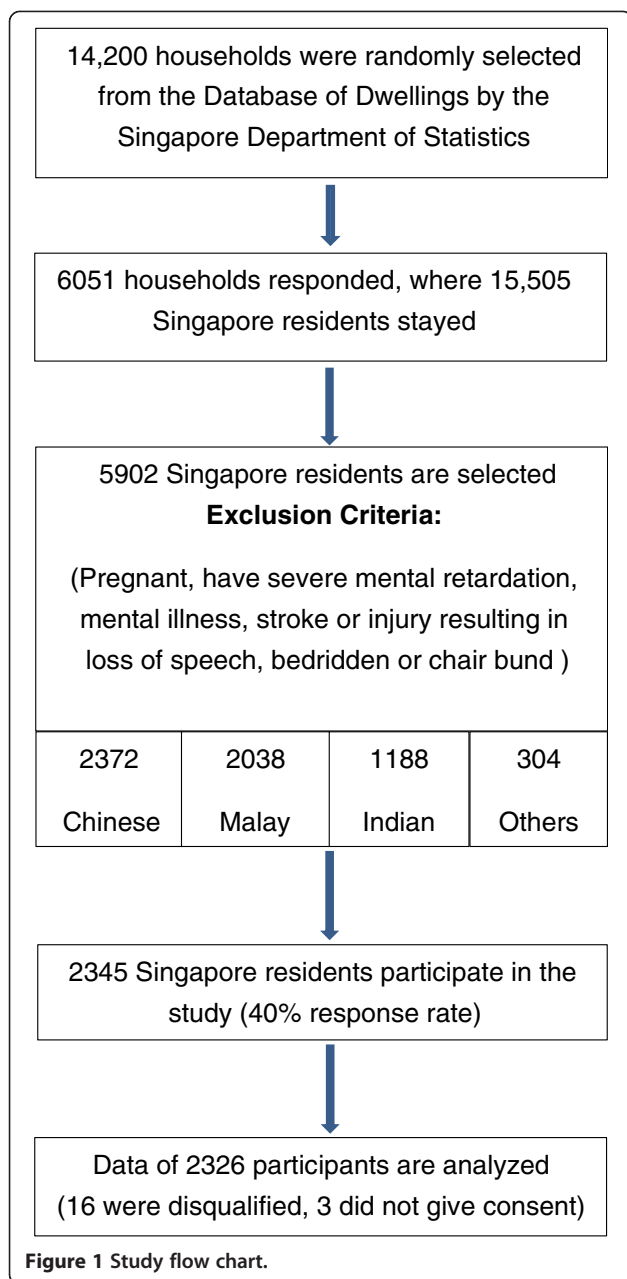 14,200 households were randomly selected
from the Database of Dwellings by the
Singapore Department of Statistics
6051 households responded, where 15,505
Singapore residents stayed
5902 Singapore residents are selected
Exclusion Criteria:
(Pregnant, have severe mental retardation,
mental illness, stroke or injury resulting in
loss of speech, bedridden or chair bund )
2372 2038 1188 304
Chinese Malay Indian Others
2345 Singapore residents participate in the
study (40% response rate)
Data of 2326 participants are analyzed
(16 were disqualified, 3 did not give consent)
Figure 1 Study flow chart.